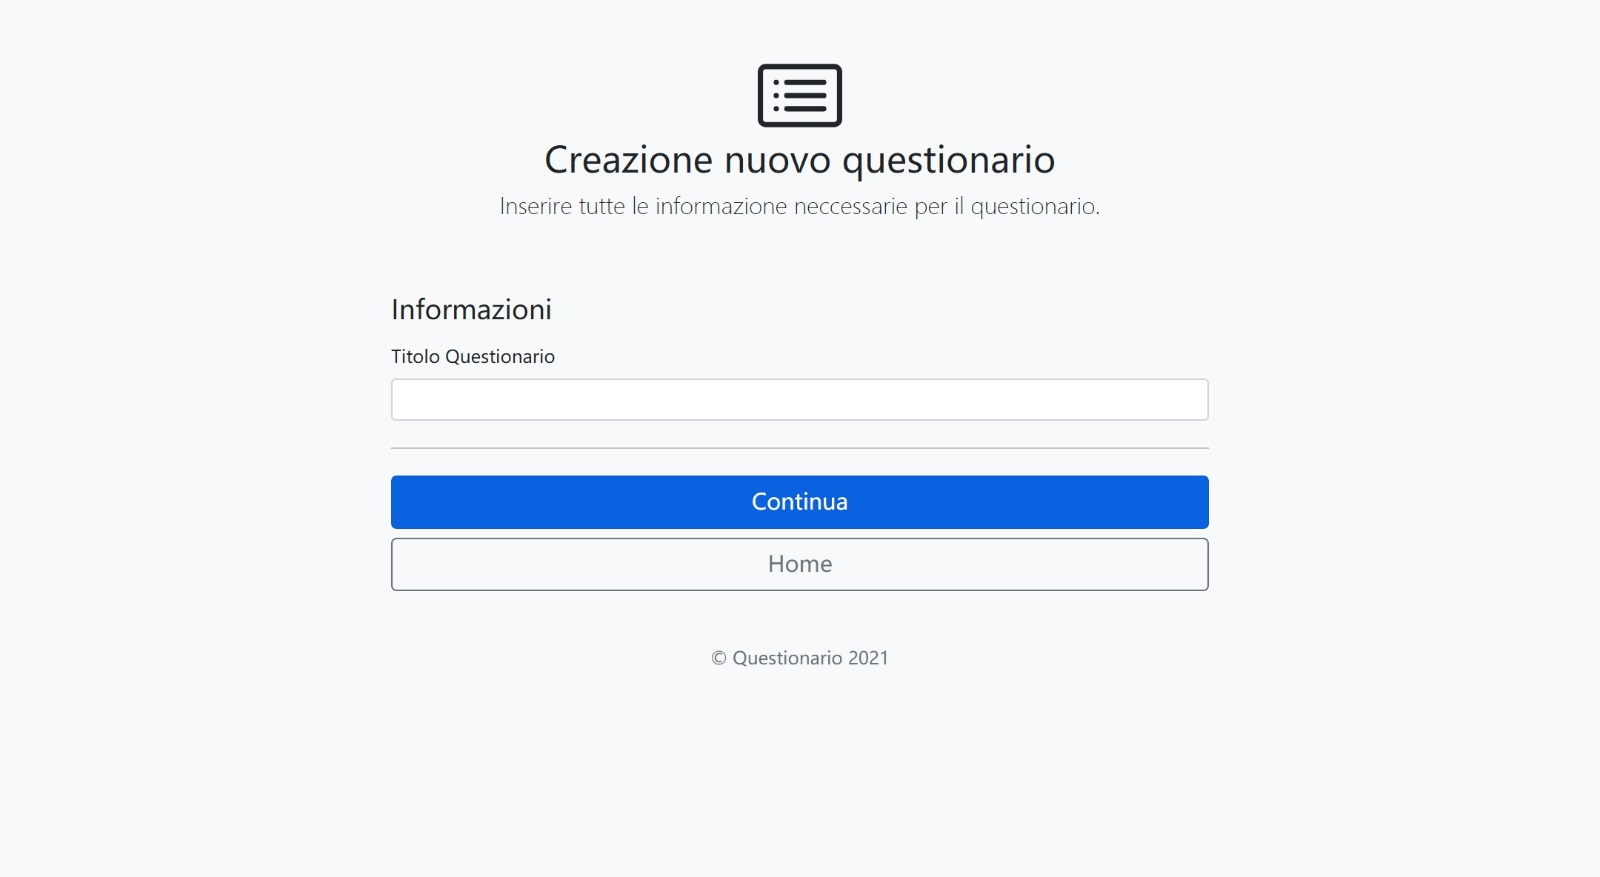 Creazione nuovo questionario
Inserire tutte le informazione neccessarie per il questionario.
Informazioni
Titolo Questionario
Continua
Home
© Questionario 2021